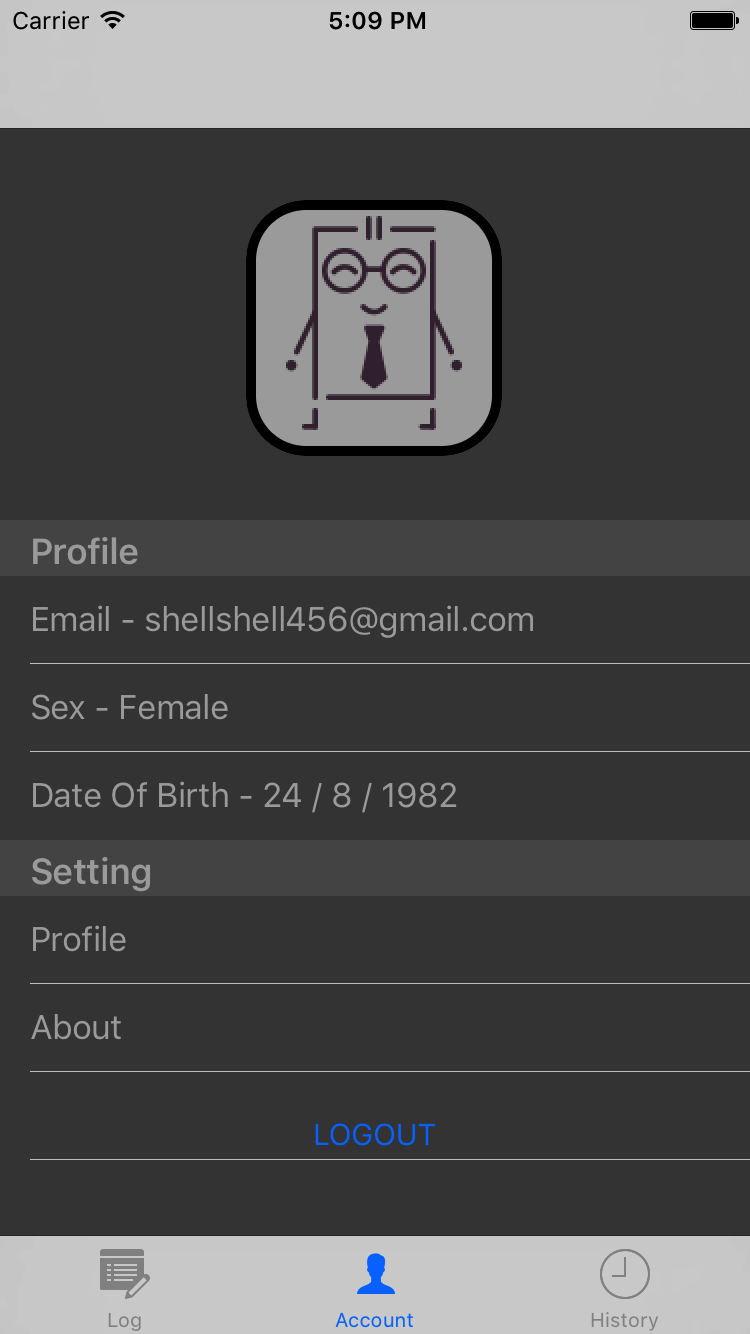 Carrier 5:09 PM
Profile
Email - shellshell456@gmail.com
Sex - Female
Date Of Birth - 24 / 8 / 1982
Setting
Profile
About
LOGOUT
Log Account History